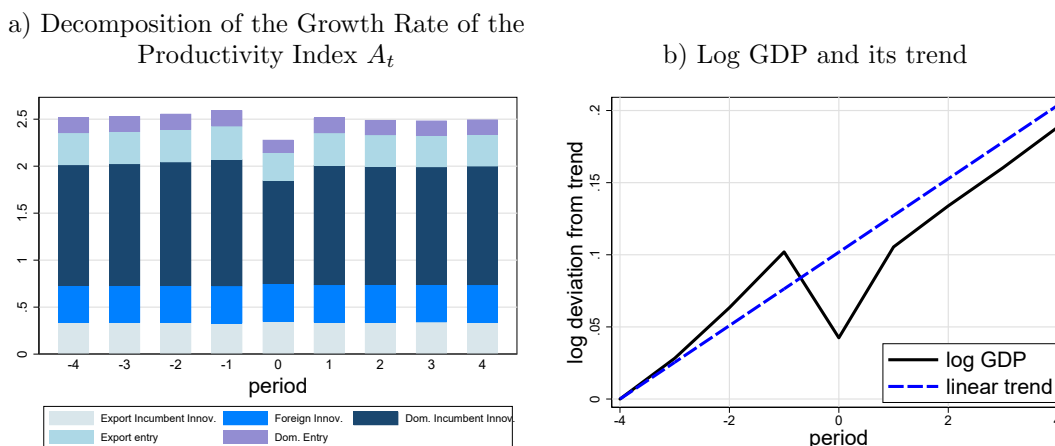 a) Decomposition of the Growth Rate of the
Productivity Index A_t
2.5
2
1.5
1
.5
0
-4 -3 -2 -1 0 1 2 3 4
period
Export Incumbent Innov. Foreign Innov. Dom. Incumbent Innov.
Export entry Dom. Entry
b) Log GDP and its trend
log deviation from trend
.2
.15
.1
.05
0
log GDP
linear trend
-4 -2 0 2 4
period